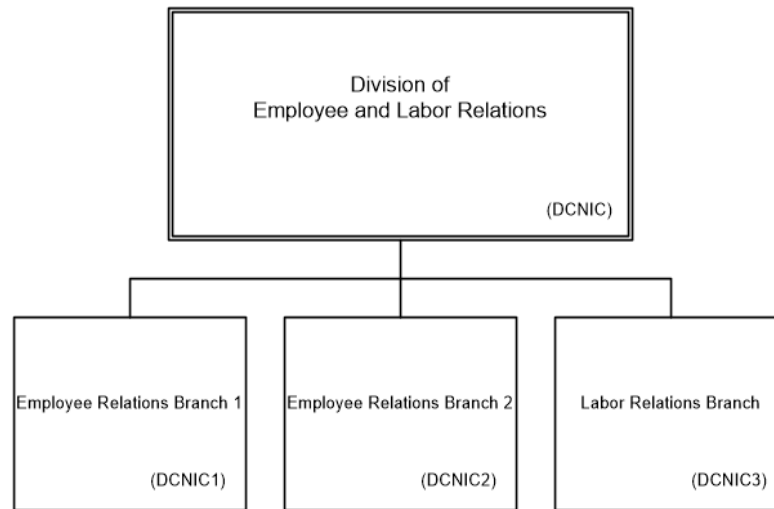 Division of
Employee and Labor Relations
(DCNIC)
Employee Relations Branch 1
(DCNIC1)
Employee Relations Branch 2
(DCNIC2)
Labor Relations Branch
(DCNIC3)